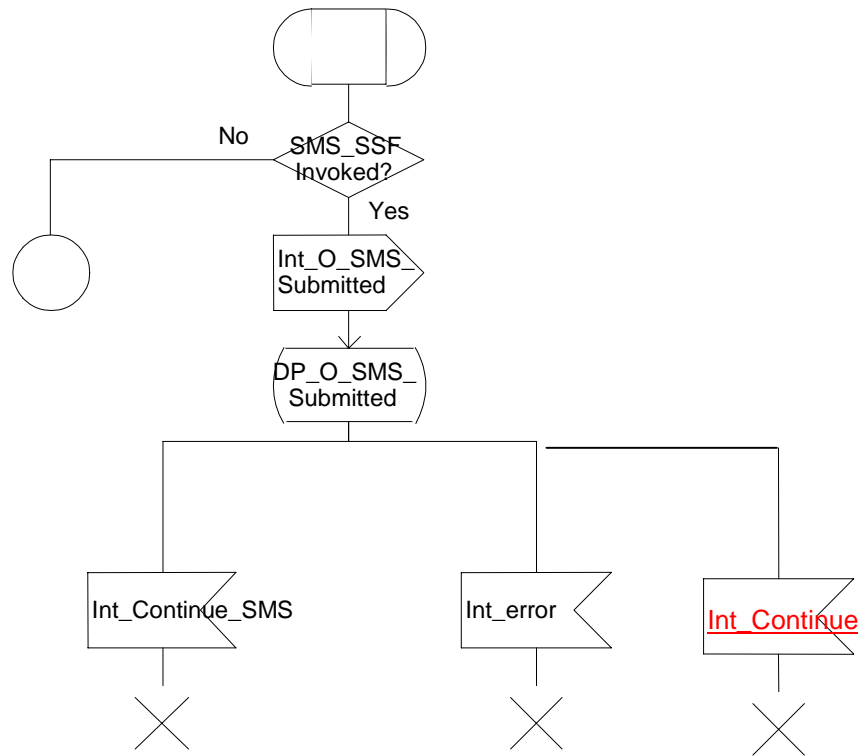 No
SMS_SSF
Invoked?
Yes
Int_O_SMS_
Submitted
DP_O_SMS_
Submitted
Int_Continue_SMS
Int_error
Int_Continue